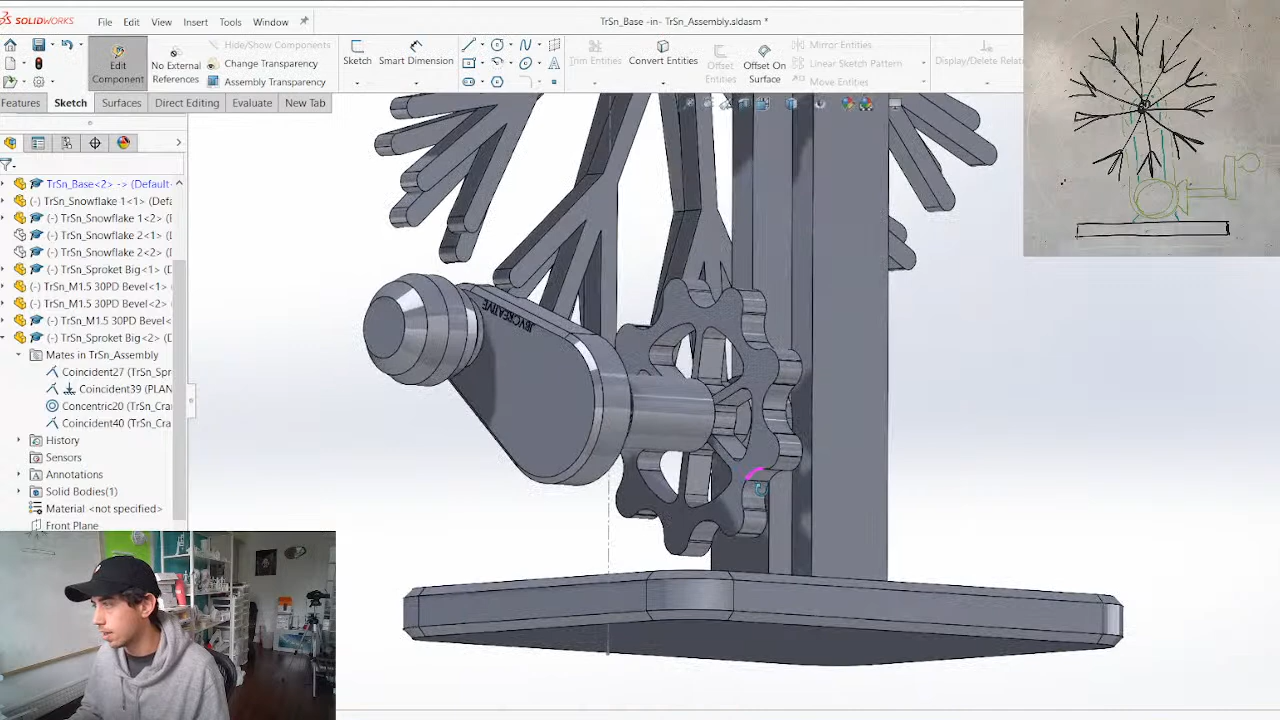 SOLIDWORKS File Edit View Insert Tools Window TrSn_Base -in- TrSn_Assembly.sldasm *
Edit Component
No External References
Hide/Show Components
Change Transparency
Assembly Transparency
Sketch
Smart Dimension
Trim Entities
Convert Entities
Offset Entities
Offset On Surface
Mirror Entities
Linear Sketch Pattern
Move Entities
Display/Delete Relat
Features Sketch Surfaces Direct Editing Evaluate New Tab
TrSn_Base<2> -> (Default
(-) TrSn_Snowflake 1<1> (Defa
(-) TrSn_Snowflake 1<2> (F
(-) TrSn_Snowflake 2<1> (D
(-) TrSn_Snowflake 2<2> (D
(-) TrSn_Sproket Big<1> (D
(-) TrSn_M1.5 30PD Bevel<1>
(-) TrSn_M1.5 30PD Bevel<2>
(-) TrSn_M1.5 30PD Bevel<
(-) TrSn_Sproket Big<2> (D
Mates in TrSn_Assembly
Coincident27 (TrSn_Spr
Coincident39 (PLAN
Concentric20 (TrSn_Cra
Coincident40 (TrSn_Cra
History
Sensors
Annotations
Solid Bodies(1)
Material <not specified>
Front Plane
JBVCREATIVE